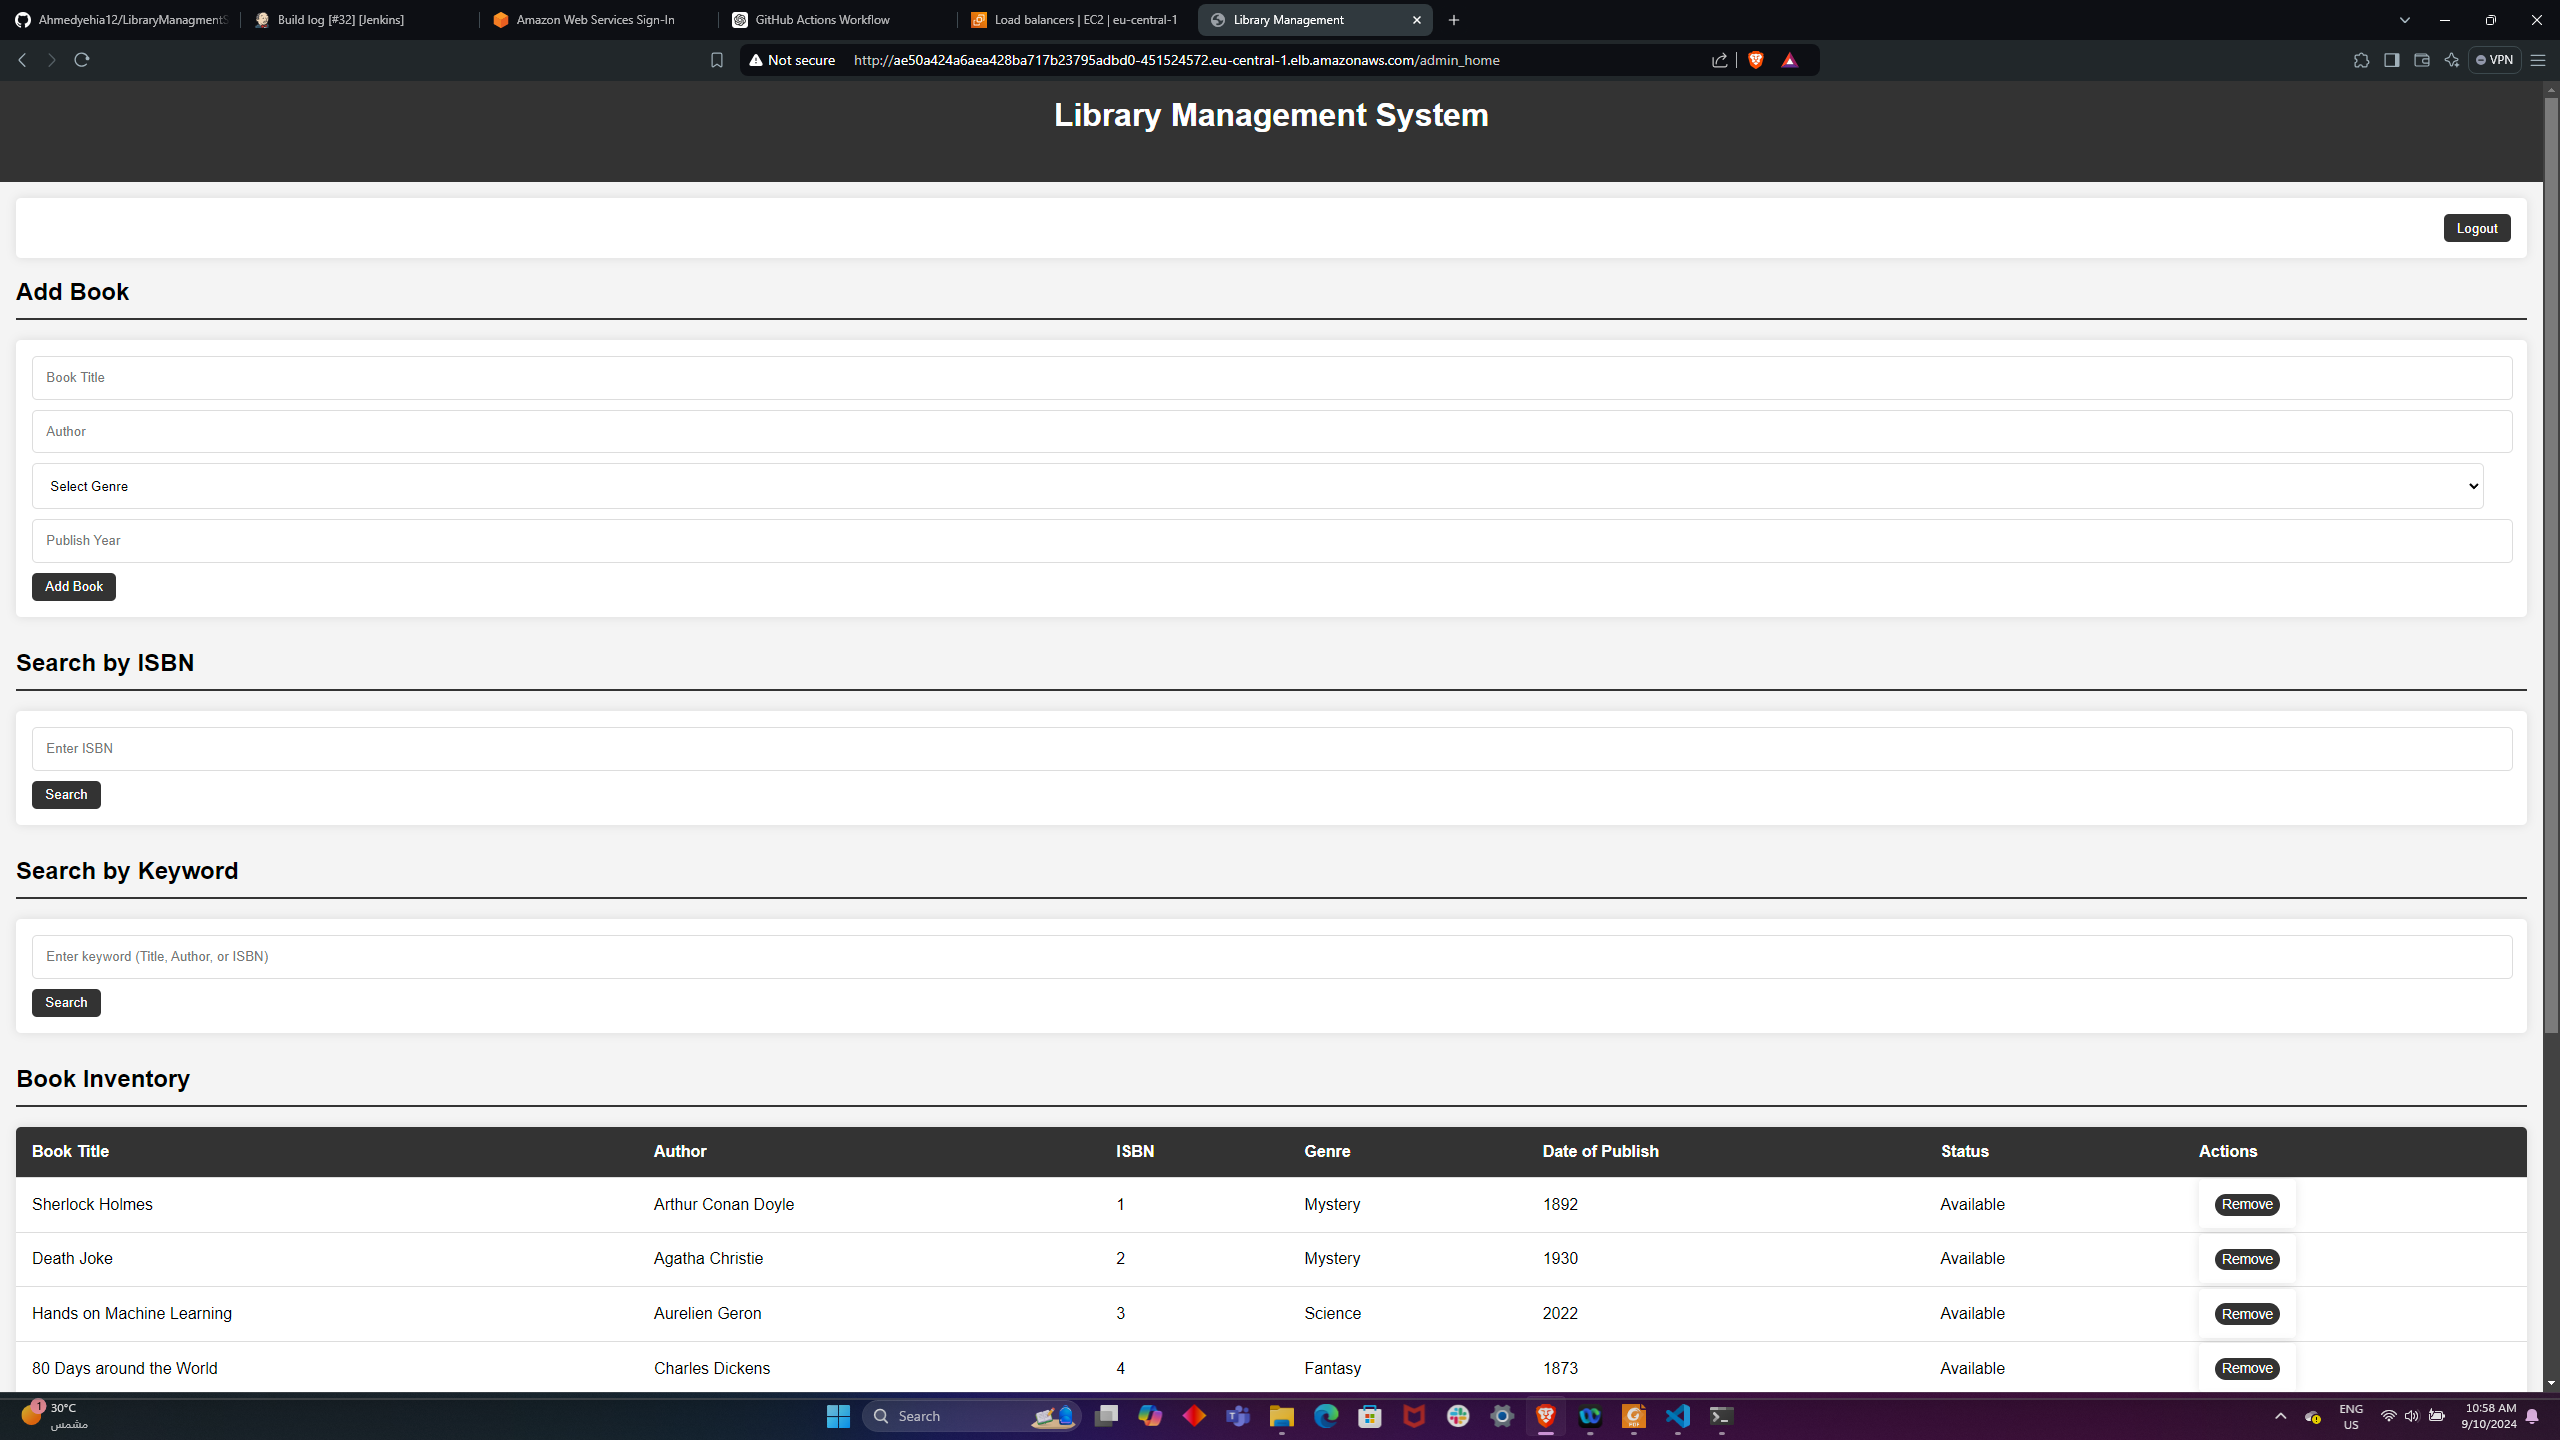 Ahmedyehia12/LibraryManagmentS
Build log [#32] [Jenkins]
Amazon Web Services Sign-In
GitHub Actions Workflow
Load balancers | EC2 | eu-central-1
Library Management
Not secure
http://ae50a424a6aea428ba717b23795adbd0-451524572.eu-central-1.elb.amazonaws.com/admin_home
VPN
Library Management System
Logout
Add Book
Book Title
Author
Select Genre
Publish Year
Add Book
Search by ISBN
Enter ISBN
Search
Search by Keyword
Enter keyword (Title, Author, or ISBN)
Search
Book Inventory
Book Title Author ISBN Genre Date of Publish Status Actions
Sherlock Holmes Arthur Conan Doyle 1 Mystery 1892 Available Remove
Death Joke Agatha Christie 2 Mystery 1930 Available Remove
Hands on Machine Learning Aurelien Geron 3 Science 2022 Available Remove
80 Days around the World Charles Dickens 4 Fantasy 1873 Available Remove
1
30°C
مشمس
Search
ENG
US
10:58 AM
9/10/2024